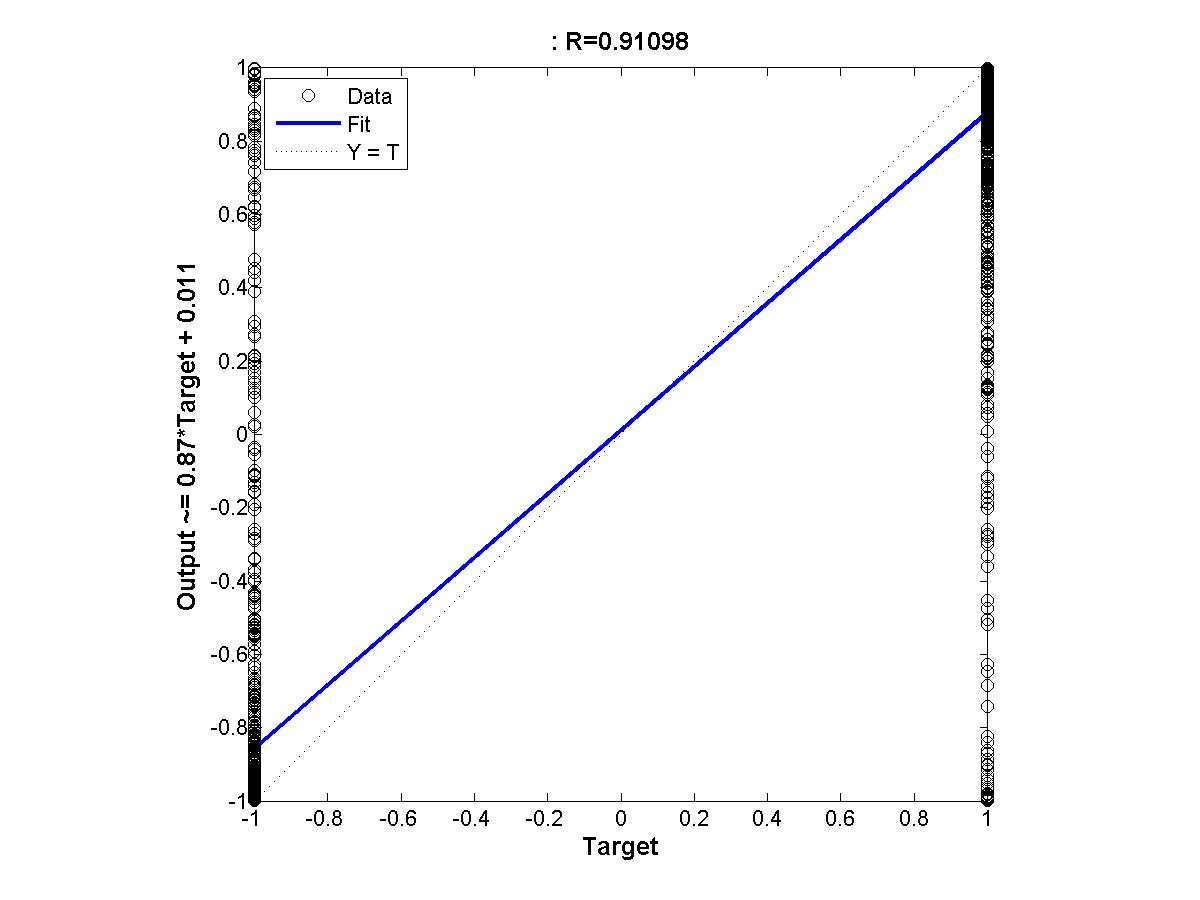 : R=0.91098
Data
Fit
Y = T
1
0.8
0.6
0.4
0.2
0
-0.2
-0.4
-0.6
-0.8
-1
Output ~= 0.87*Target + 0.011
-1 -0.8 -0.6 -0.4 -0.2 0 0.2 0.4 0.6 0.8 1
Target